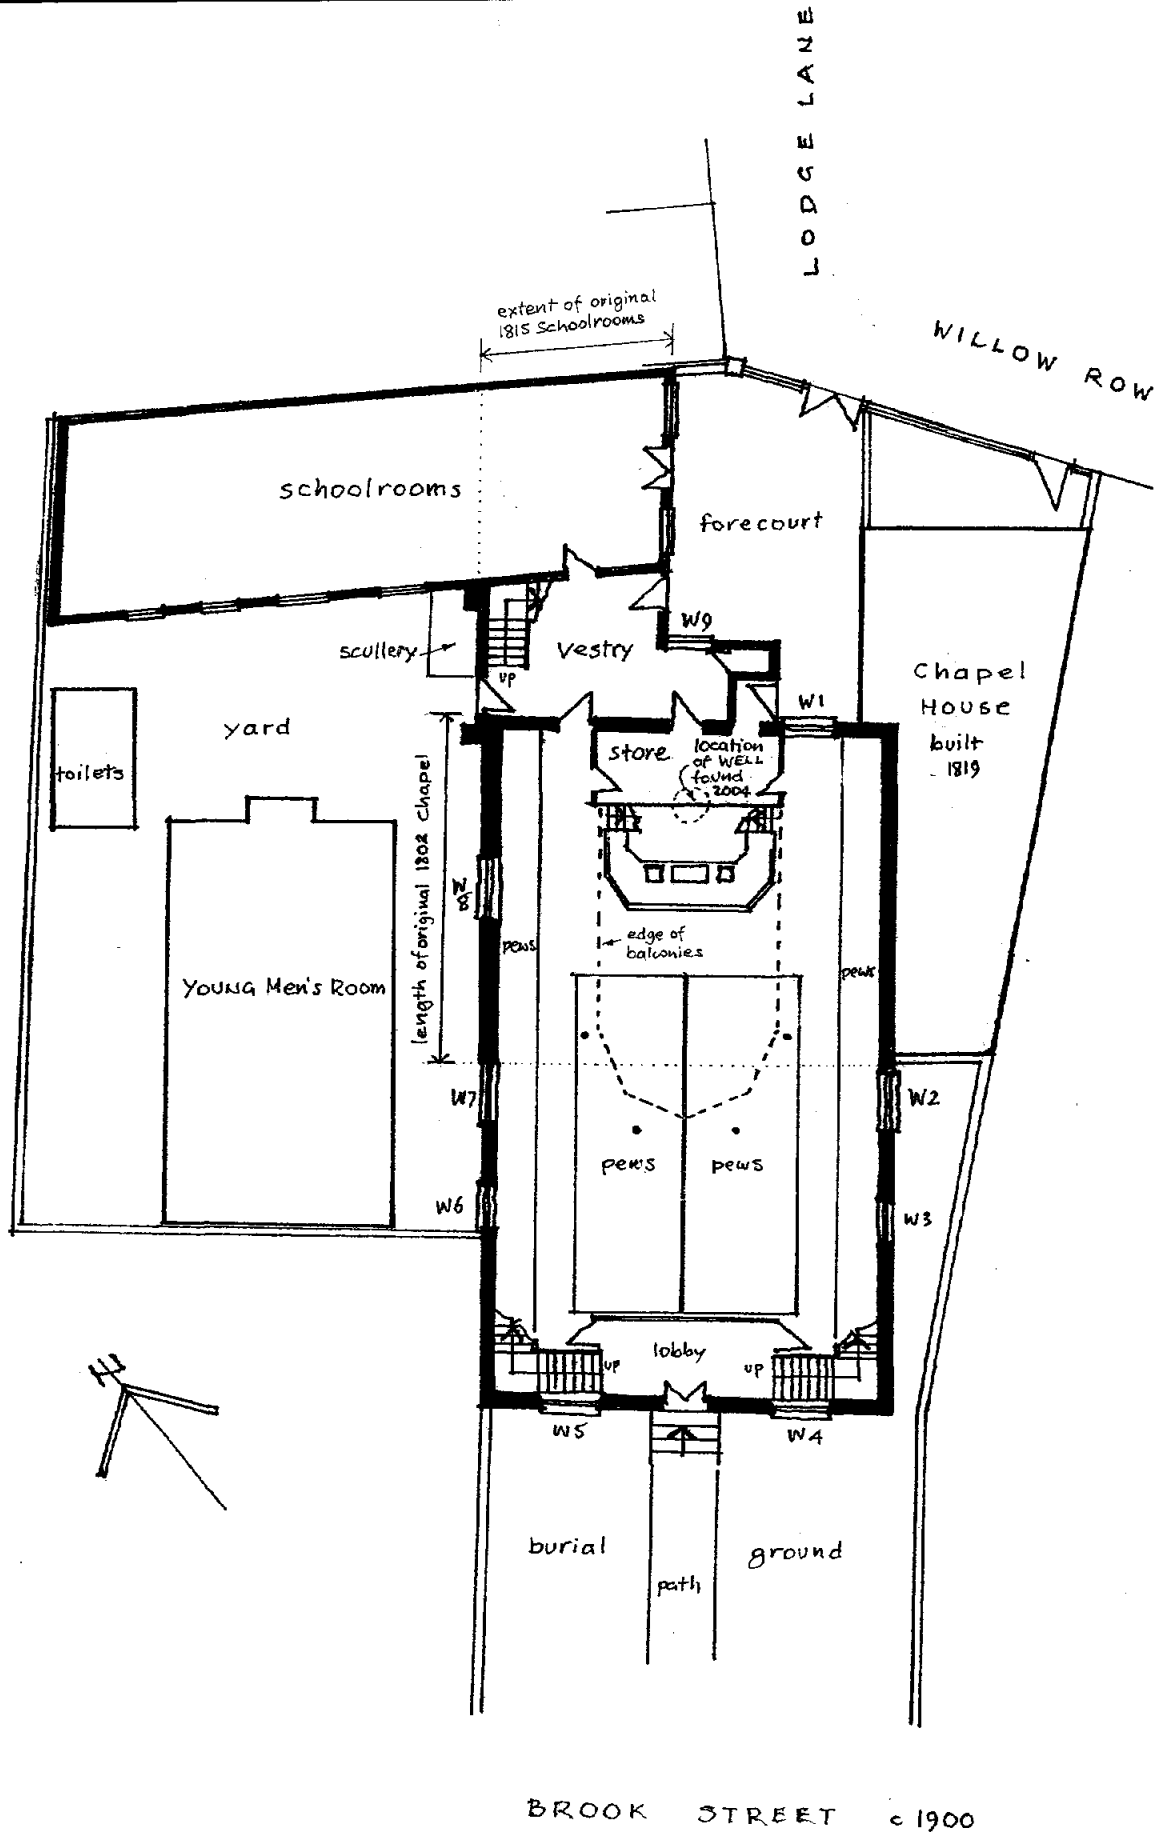 LODGE LANE
WILLOW ROW
extent of original
1815 Schoolrooms
schoolrooms
forecourt
scullery
up
Vestry
W9
Chapel
House
built
1819
W1
yard
toilets
store
location
of WELL
found
2004
length of original 1802 chapel
W8
pews
edge of
balconies
pews
YOUNG Men's Room
W7
W2
pews
pews
W6
W3
lobby
up
up
W5
W4
burial
ground
path
BROOK STREET c 1900